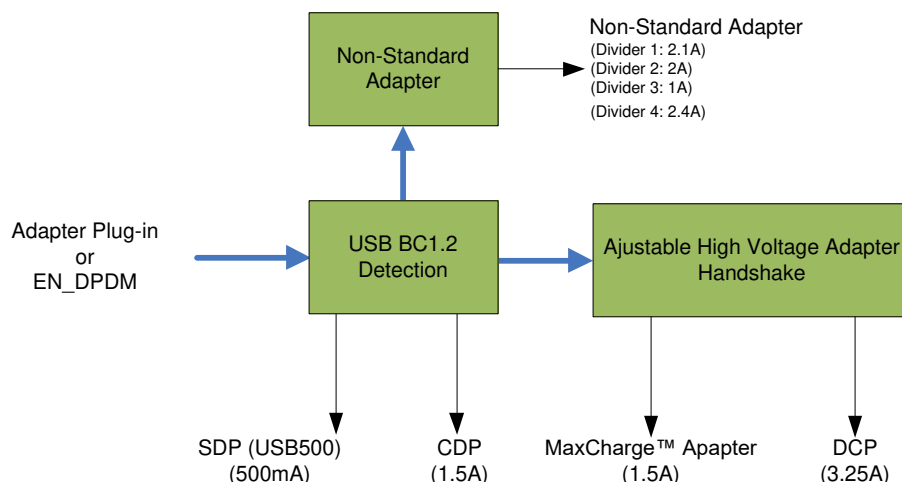 Non-Standard
Adapter
Non-Standard Adapter
(Divider 1: 2.1A)
(Divider 2: 2A)
(Divider 3: 1A)
(Divider 4: 2.4A)
Adapter Plug-in
or
EN_DPDM
USB BC1.2
Detection
Ajustable High Voltage Adapter
Handshake
SDP (USB500)
(500mA)
CDP
(1.5A)
MaxCharge™ Apapter
(1.5A)
DCP
(3.25A)